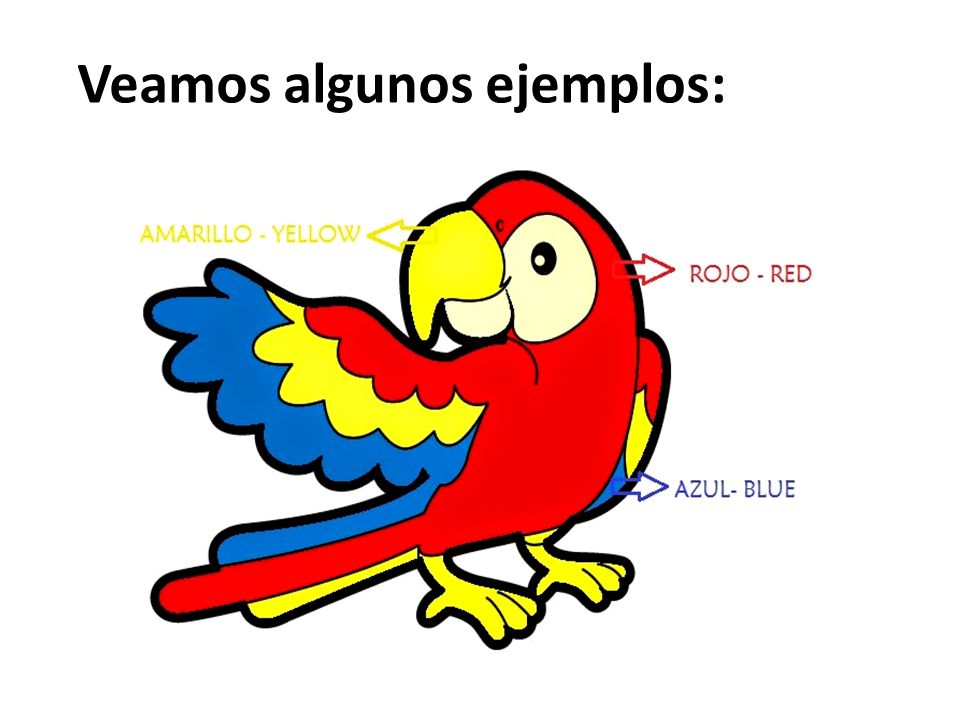 Veamos algunos ejemplos:
AMARILLO - YELLOW
ROJO - RED
AZUL- BLUE